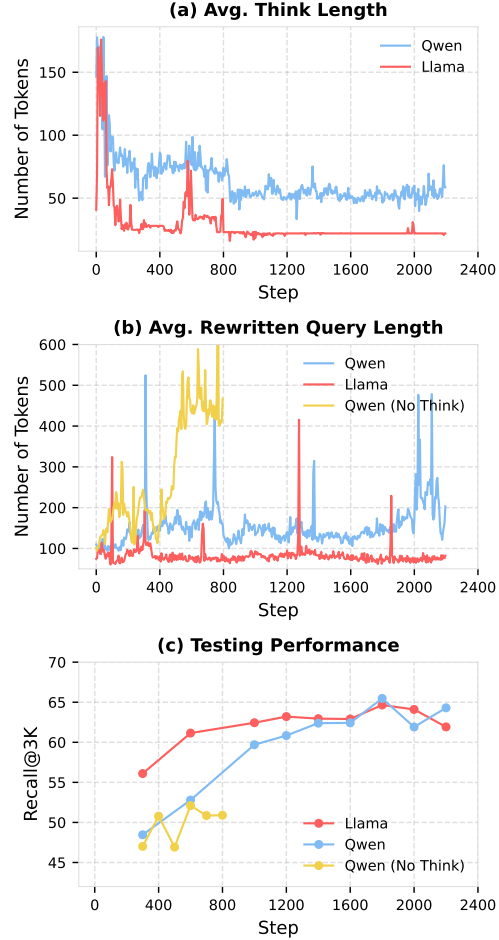 (a) Avg. Think Length
Number of Tokens
150
100
50
Qwen
Llama
0 400 800 1200 1600 2000 2400
Step
(b) Avg. Rewritten Query Length
Number of Tokens
600
500
400
300
200
100
Qwen
Llama
Qwen (No Think)
0 400 800 1200 1600 2000 2400
Step
(c) Testing Performance
Recall@3K
70
65
60
55
50
45
Llama
Qwen
Qwen (No Think)
0 400 800 1200 1600 2000 2400
Step